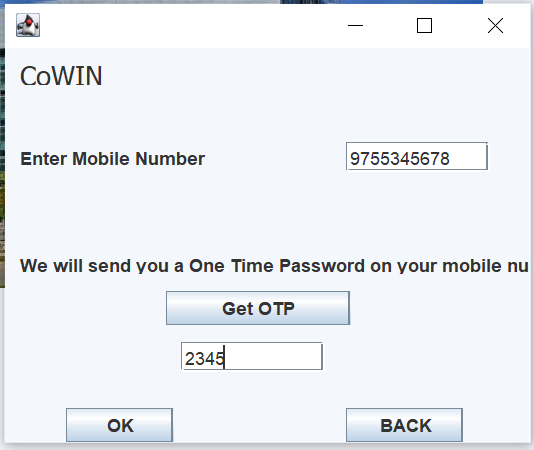 CoWIN
Enter Mobile Number
9755345678
We will send you a One Time Password on your mobile nu
Get OTP
2345
OK
BACK